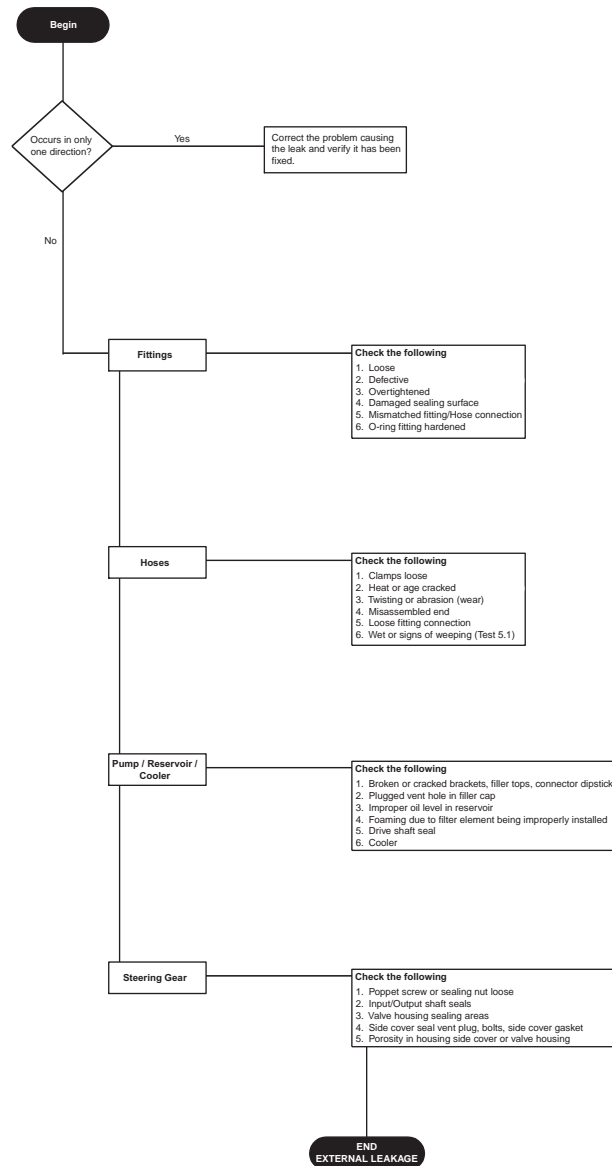 Begin
Occurs in only
one direction?
Yes
Correct the problem causing
the leak and verify it has been
fixed.
No
Fittings
Check the following
1. Loose
2. Defective
3. Overtightened
4. Damaged sealing surface
5. Mismatched fitting/Hose connection
6. O-ring fitting hardened
Hoses
Check the following
1. Clamps loose
2. Heat or age cracked
3. Twisting or abrasion (wear)
4. Misassembled end
5. Loose fitting connection
6. Wet or signs of weeping (Test 5.1)
Pump / Reservoir /
Cooler
Check the following
1. Broken or cracked brackets, filler tops, connector dipstick
2. Plugged vent hole in filler cap
3. Improper oil level in reservoir
4. Foaming due to filter element being improperly installed
5. Drive shaft seal
6. Cooler
Steering Gear
Check the following
1. Poppet screw or sealing nut loose
2. Input/Output shaft seals
3. Valve housing sealing areas
4. Side cover seal vent plug, bolts, side cover gasket
5. Porosity in housing side cover or valve housing
END
EXTERNAL LEAKAGE